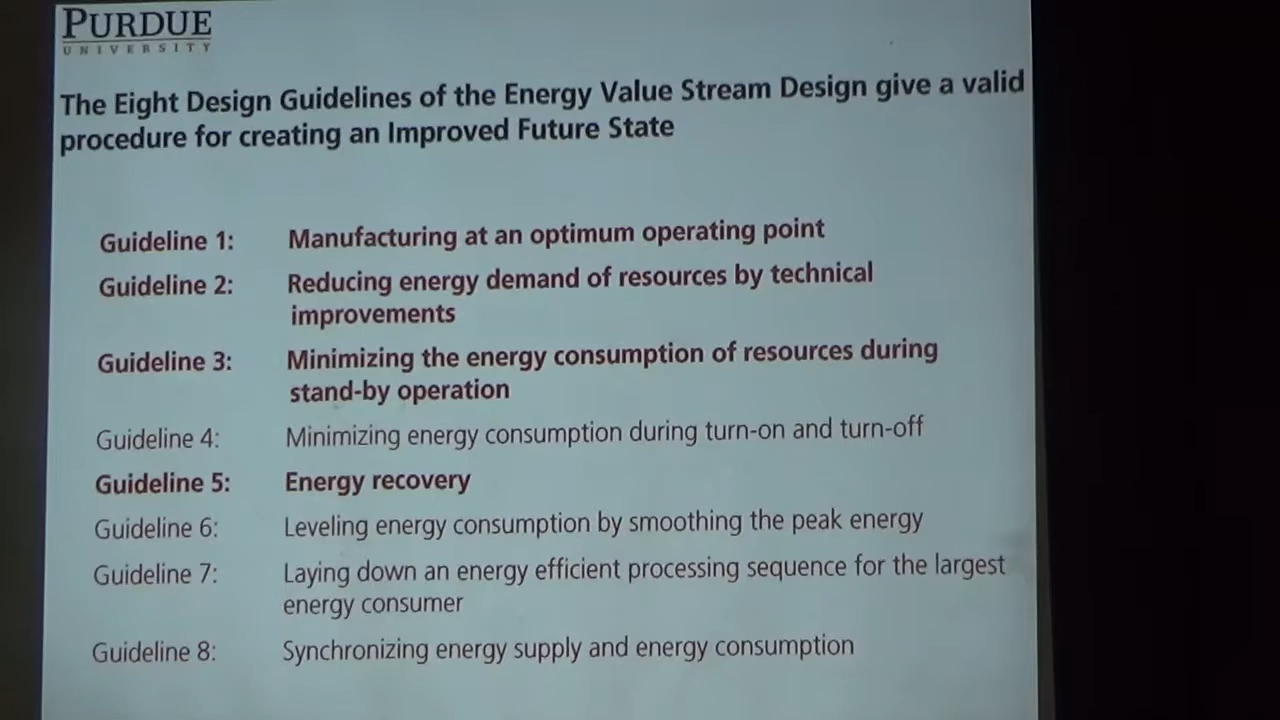 PURDUE
UNIVERSITY
The Eight Design Guidelines of the Energy Value Stream Design give a valid
procedure for creating an Improved Future State
Guideline 1: Manufacturing at an optimum operating point
Guideline 2: Reducing energy demand of resources by technical
improvements
Guideline 3: Minimizing the energy consumption of resources during
stand-by operation
Guideline 4: Minimizing energy consumption during turn-on and turn-off
Guideline 5: Energy recovery
Guideline 6: Leveling energy consumption by smoothing the peak energy
Guideline 7: Laying down an energy efficient processing sequence for the largest
energy consumer
Guideline 8: Synchronizing energy supply and energy consumption